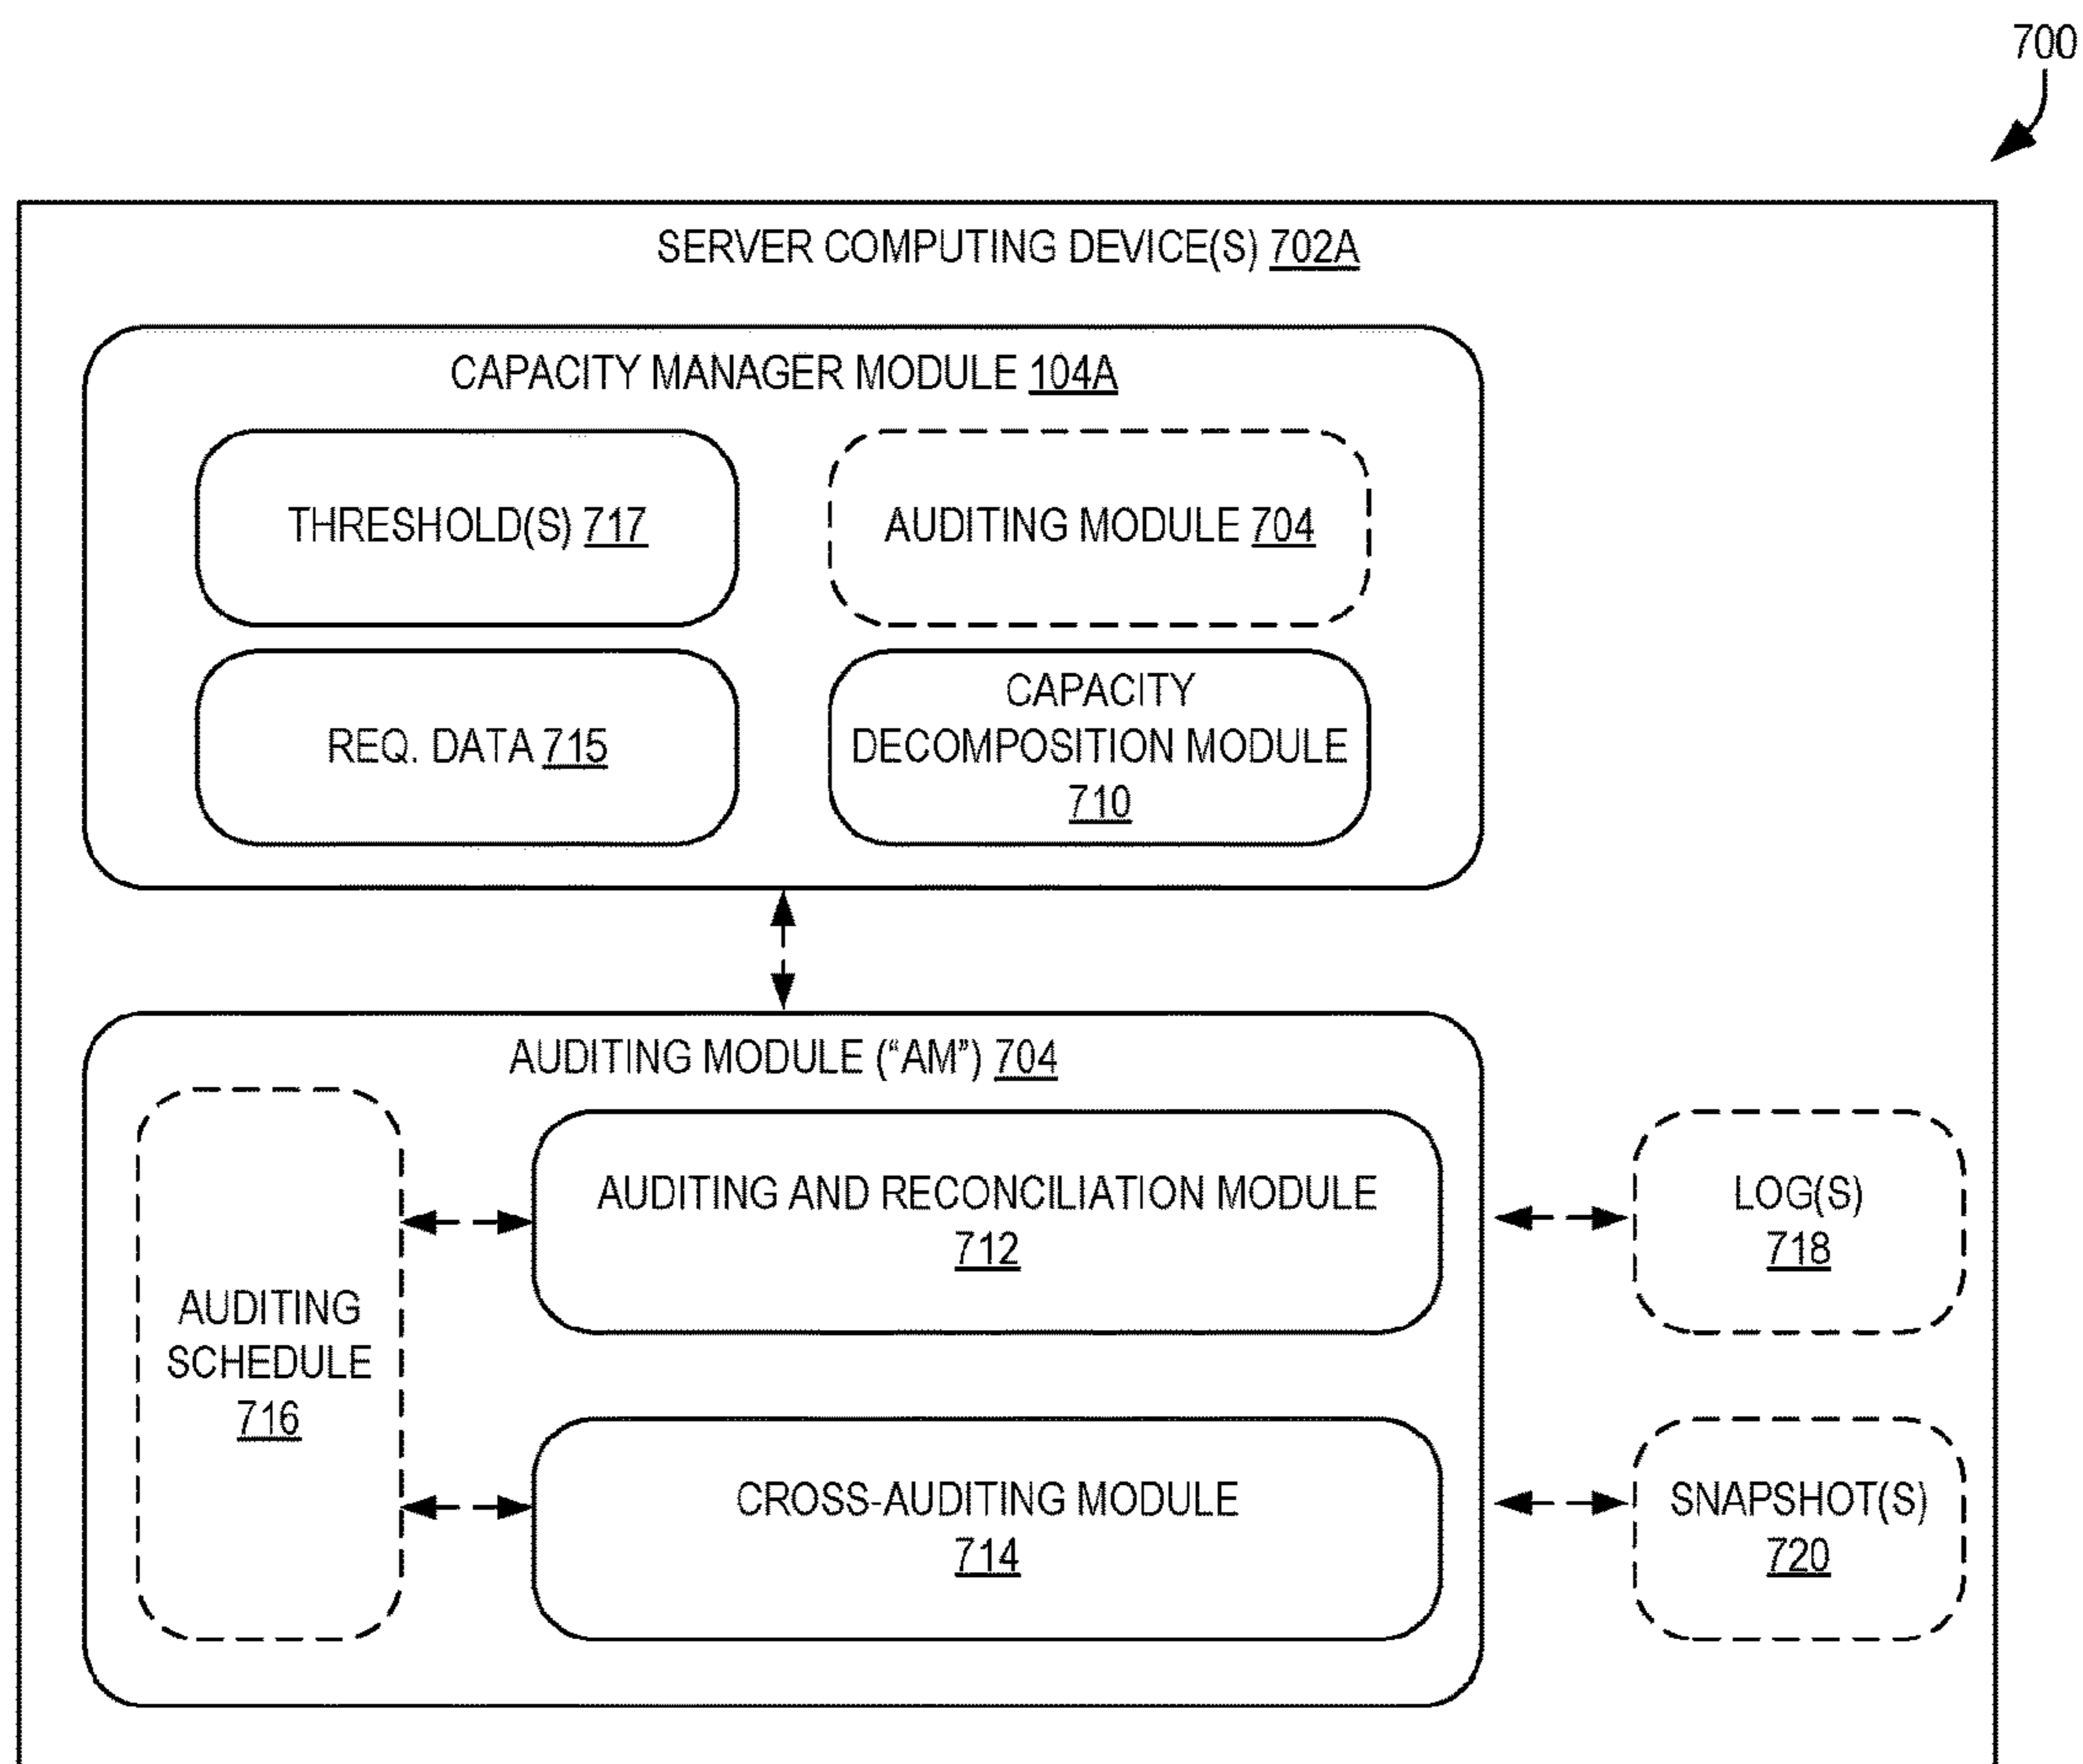 700
SERVER COMPUTING DEVICE(S) 702A
CAPACITY MANAGER MODULE 104A
THRESHOLD(S) 717
AUDITING MODULE 704
REQ. DATA 715
CAPACITY
DECOMPOSITION MODULE
710
AUDITING MODULE (“AM”) 704
AUDITING
SCHEDULE
716
AUDITING AND RECONCILIATION MODULE
712
LOG(S)
718
CROSS-AUDITING MODULE
714
SNAPSHOT(S)
720